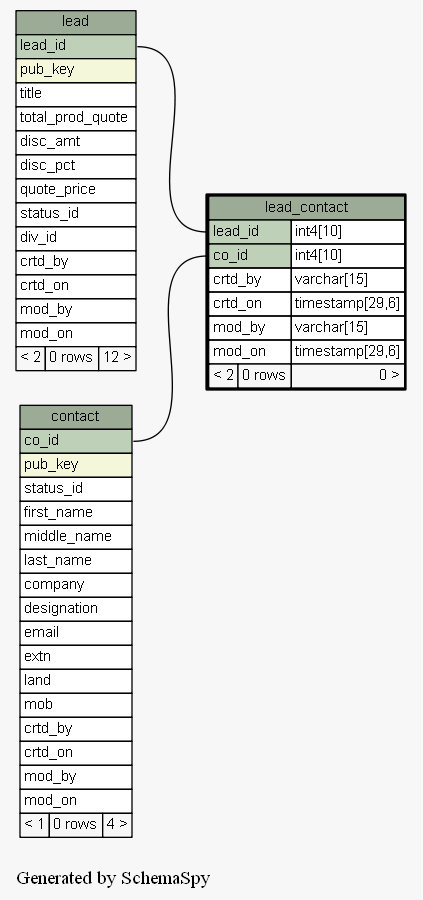 lead
lead_id
pub_key
title
total_prod_quote
disc_amt
disc_pct
quote_price
status_id
div_id
crtd_by
crtd_on
mod_by
mod_on
< 2 0 rows 12 >
lead_contact
lead_id int4[10]
co_id int4[10]
crtd_by varchar[15]
crtd_on timestamp[29,6]
mod_by varchar[15]
mod_on timestamp[29,6]
< 2 0 rows 0 >
contact
co_id
pub_key
status_id
first_name
middle_name
last_name
company
designation
email
extn
land
mob
crtd_by
crtd_on
mod_by
mod_on
< 1 0 rows 4 >
Generated by SchemaSpy